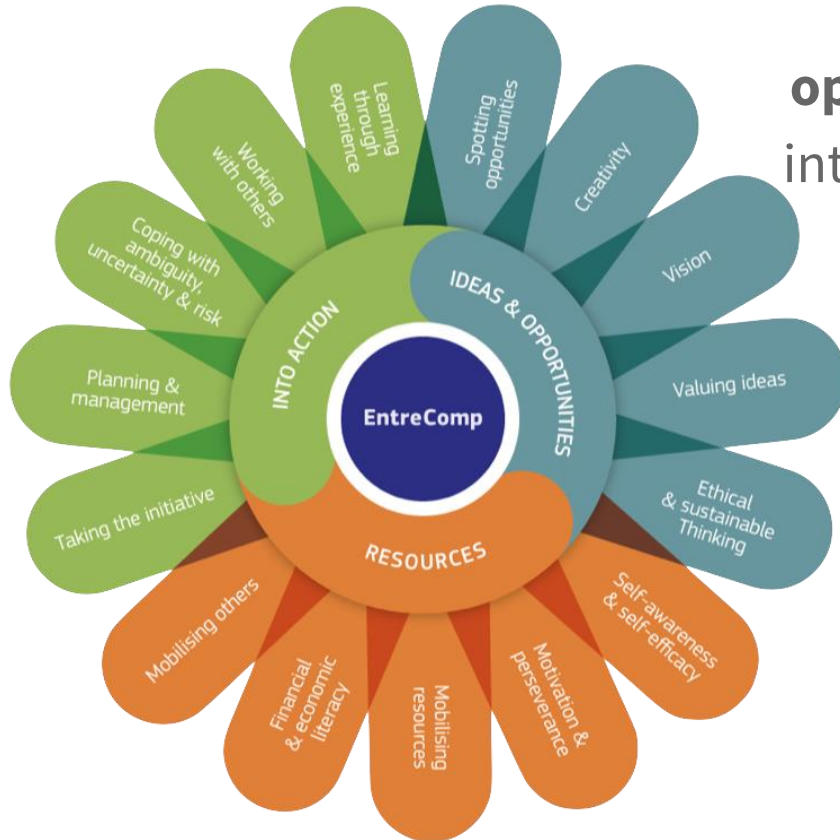 Learning
through
experience
Spotting
opportunities
Creativity
Vision
Valuing ideas
Ethical
& sustainable
Thinking
Self-awareness
& self-efficacy
Motivation &
perseverance
Mobilising
resources
Financial
& economic
literacy
Mobilising others
Taking the initiative
Planning &
management
Coping with
ambiguity,
uncertainty & risk
Working
with others
INTO ACTION
IDEAS & OPPORTUNITIES
RESOURCES
EntreComp
op
int